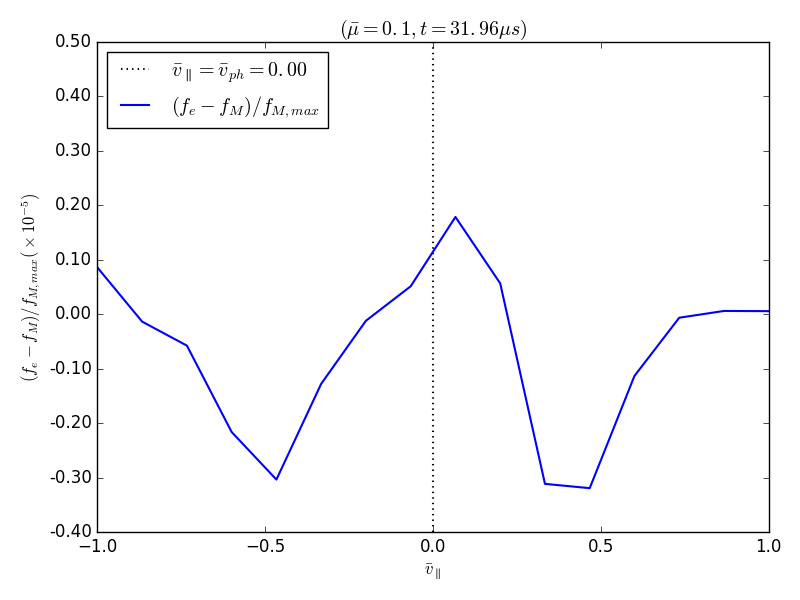 (μ̄ = 0.1, t = 31.96μs)
v̄∥ = v̄ph = 0.00
(fe − fM)/fM,max
0.50
0.40
0.30
0.20
0.10
0.00
-0.10
-0.20
-0.30
-0.40
(fe − fM)/fM,max(×10⁻⁵)
−1.0 −0.5 0.0 0.5 1.0
v̄∥